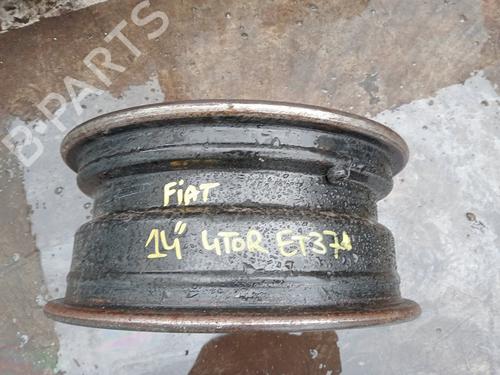 B-PARTS
FiAT
14" 4TOR ET37